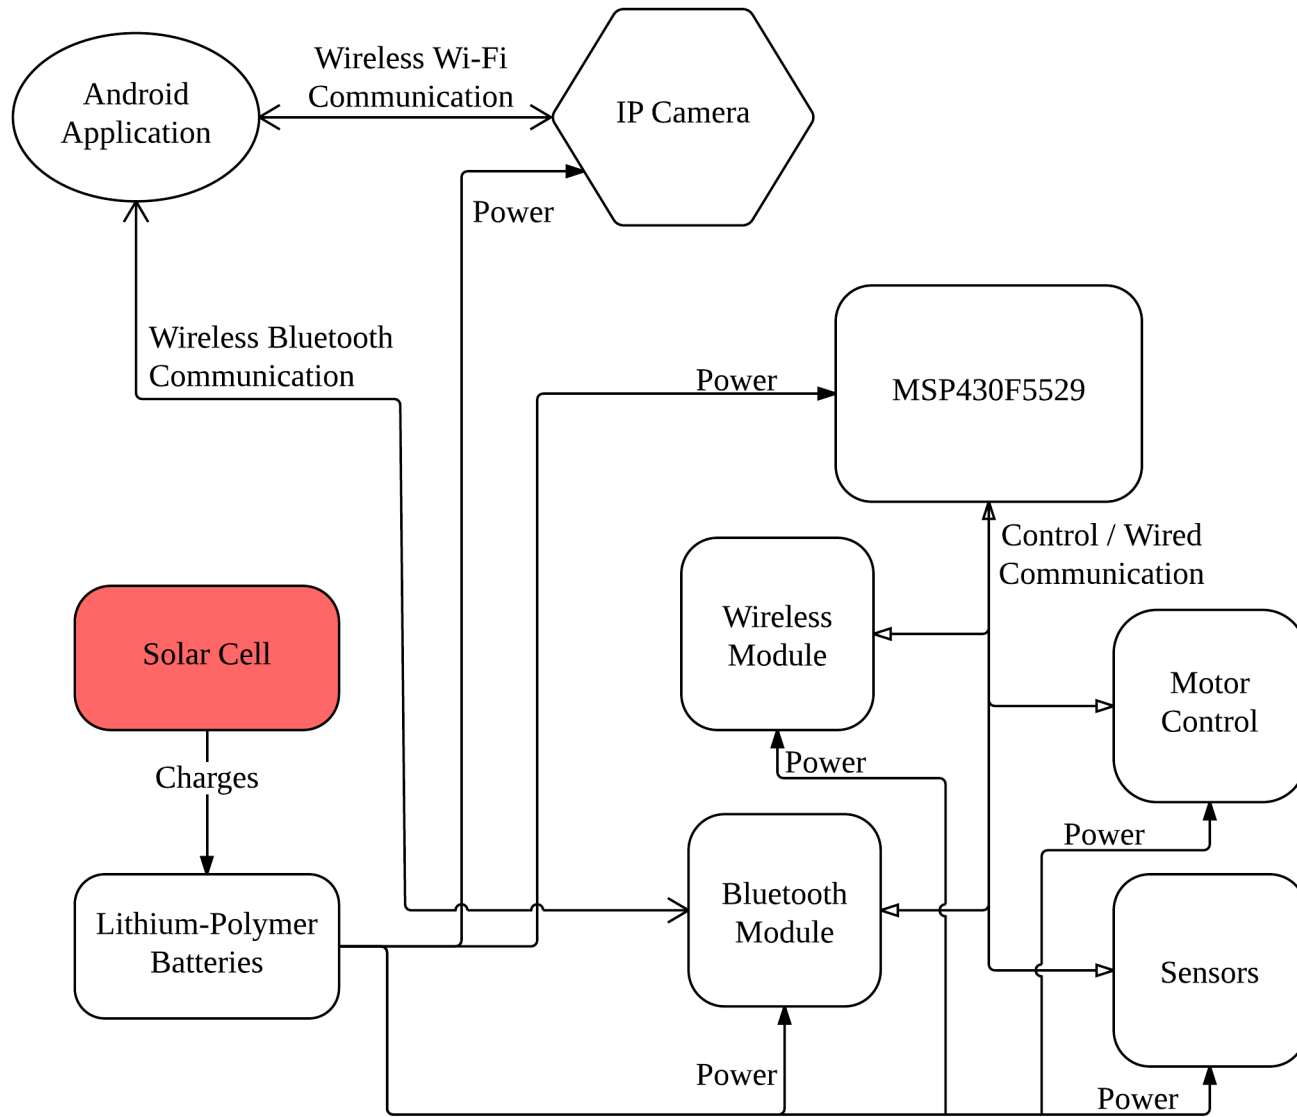 Android
Application
Wireless Wi-Fi
Communication
IP Camera
Power
Wireless Bluetooth
Communication
Power
MSP430F5529
Control / Wired
Communication
Wireless
Module
Solar Cell
Motor
Control
Power
Charges
Power
Bluetooth
Module
Lithium-Polymer
Batteries
Sensors
Power
Power